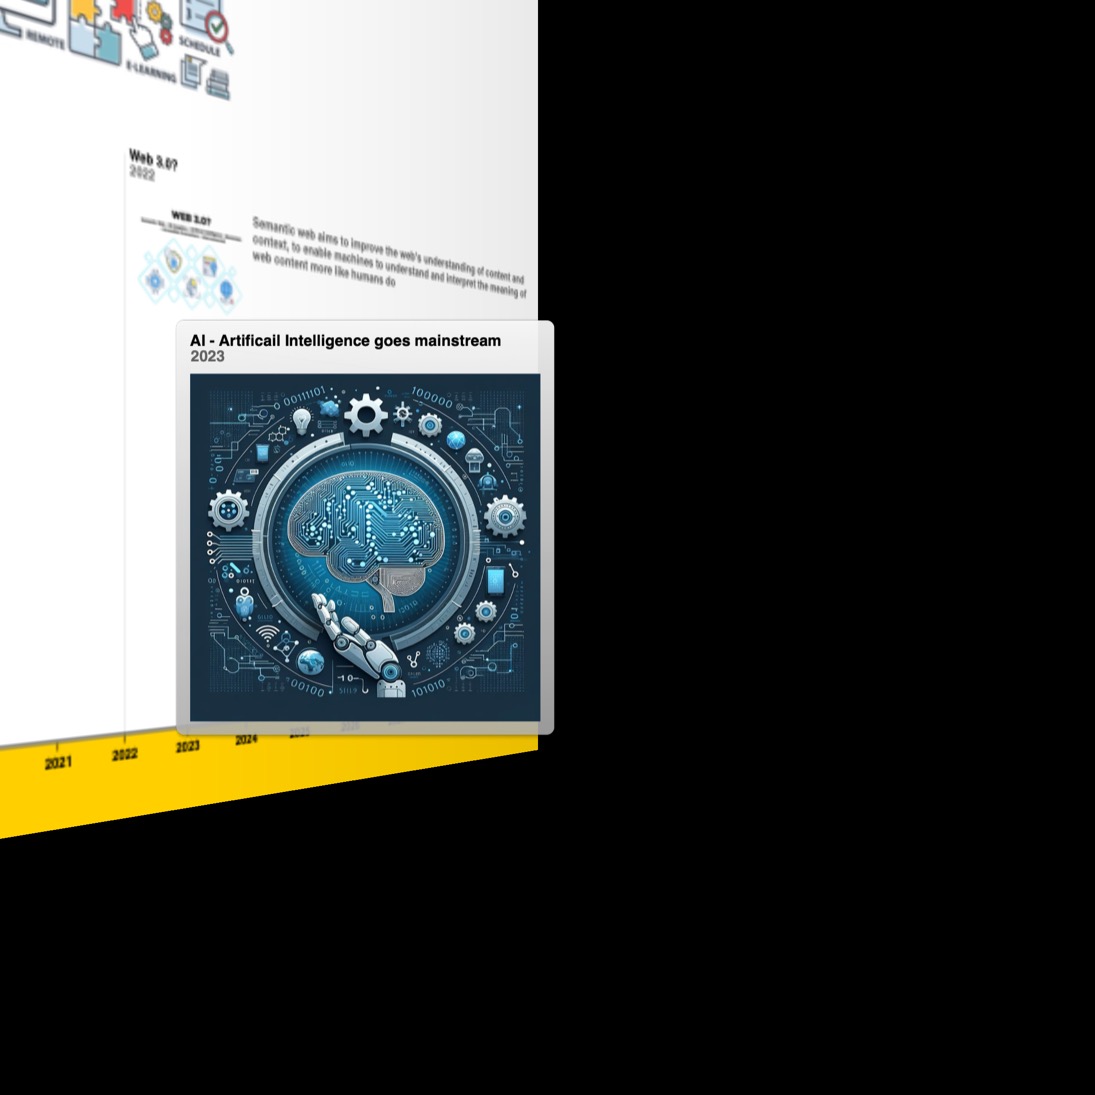 REMOTE
SCHEDULE
E-LEARNING
Web 3.0?
2022
WEB 3.0?
Semantic web aims to improve the web's understanding of content and
context, to enable machines to understand and interpret the meaning of
web content more like humans do
AI - Artificail Intelligence goes mainstream
2023
00111101
100000
00100
101010
2021
2022
2023
2024
2025